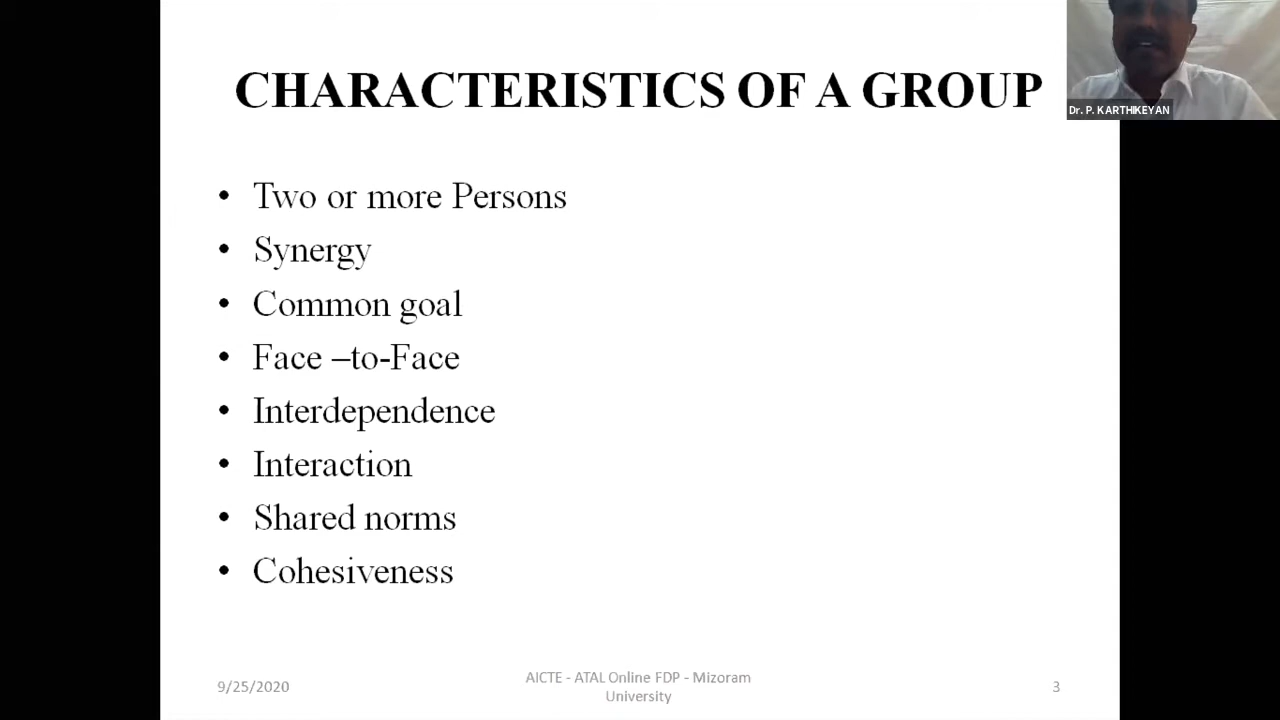 CHARACTERISTICS OF A GROUP
Dr. P. KARTHIKEYAN
• Two or more Persons
• Synergy
• Common goal
• Face –to-Face
• Interdependence
• Interaction
• Shared norms
• Cohesiveness
9/25/2020
AICTE - ATAL Online FDP - Mizoram
University
3